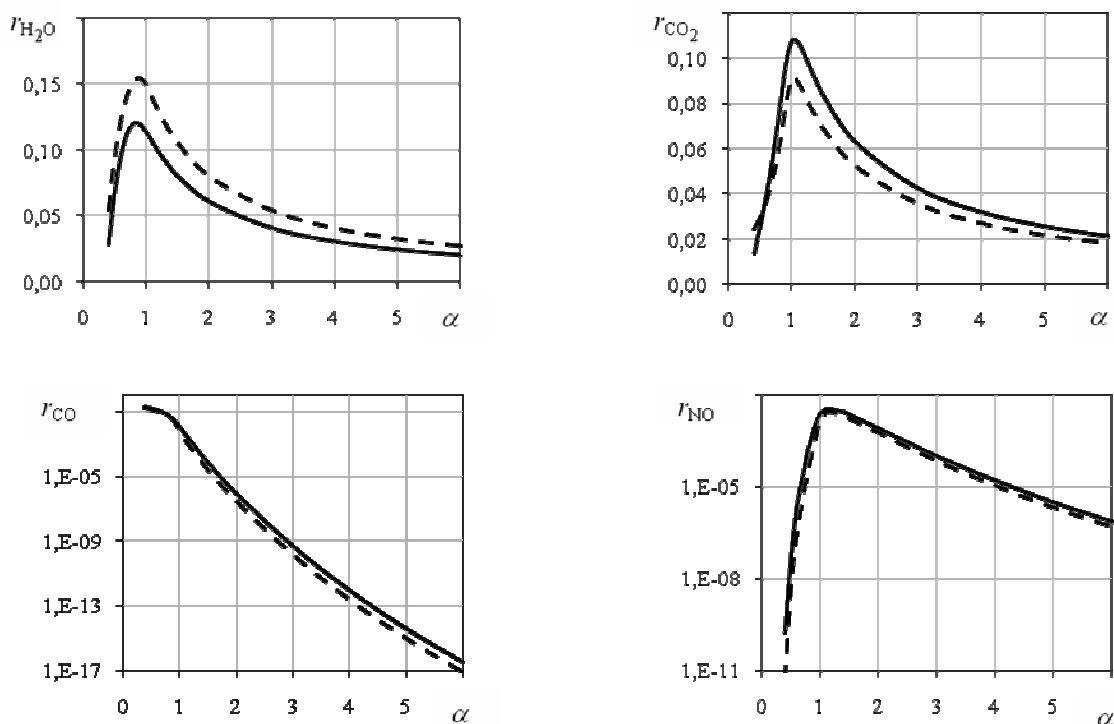 r_H₂O
0,15
0,10
0,05
0,00
0 1 2 3 4 5 α
r_CO₂
0,10
0,08
0,06
0,04
0,02
0,00
0 1 2 3 4 5 α
r_CO
1,E-05
1,E-09
1,E-13
1,E-17
0 1 2 3 4 5 α
r_NO
1,E-05
1,E-08
1,E-11
0 1 2 3 4 5 α